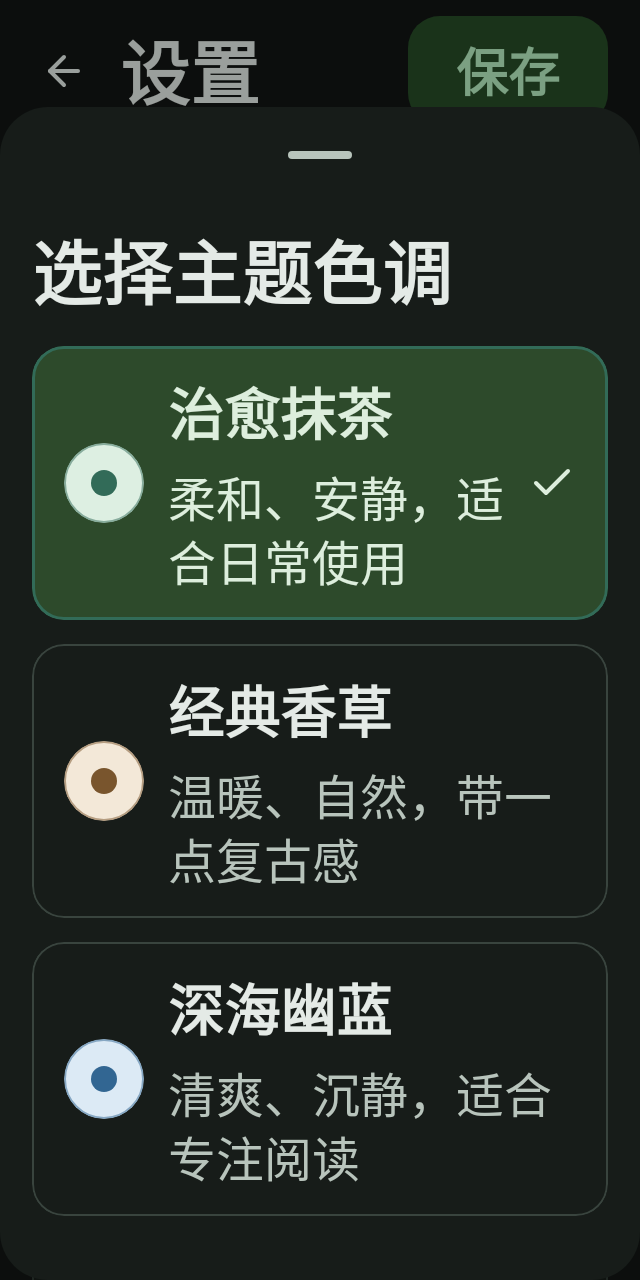 设置
保存
选择主题色调
治愈抹茶
柔和、安静，适
合日常使用
经典香草
温暖、自然，带一
点复古感
深海幽蓝
清爽、沉静，适合
专注阅读